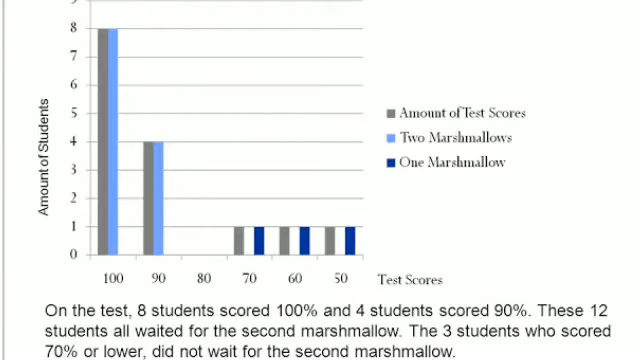 8
7
6
5
4
3
2
1
0
Amount of Students
Amount of Test Scores
Two Marshmallows
One Marshmallow
100 90 80 70 60 50 Test Scores
On the test, 8 students scored 100% and 4 students scored 90%. These 12
students all waited for the second marshmallow. The 3 students who scored
70% or lower, did not wait for the second marshmallow.